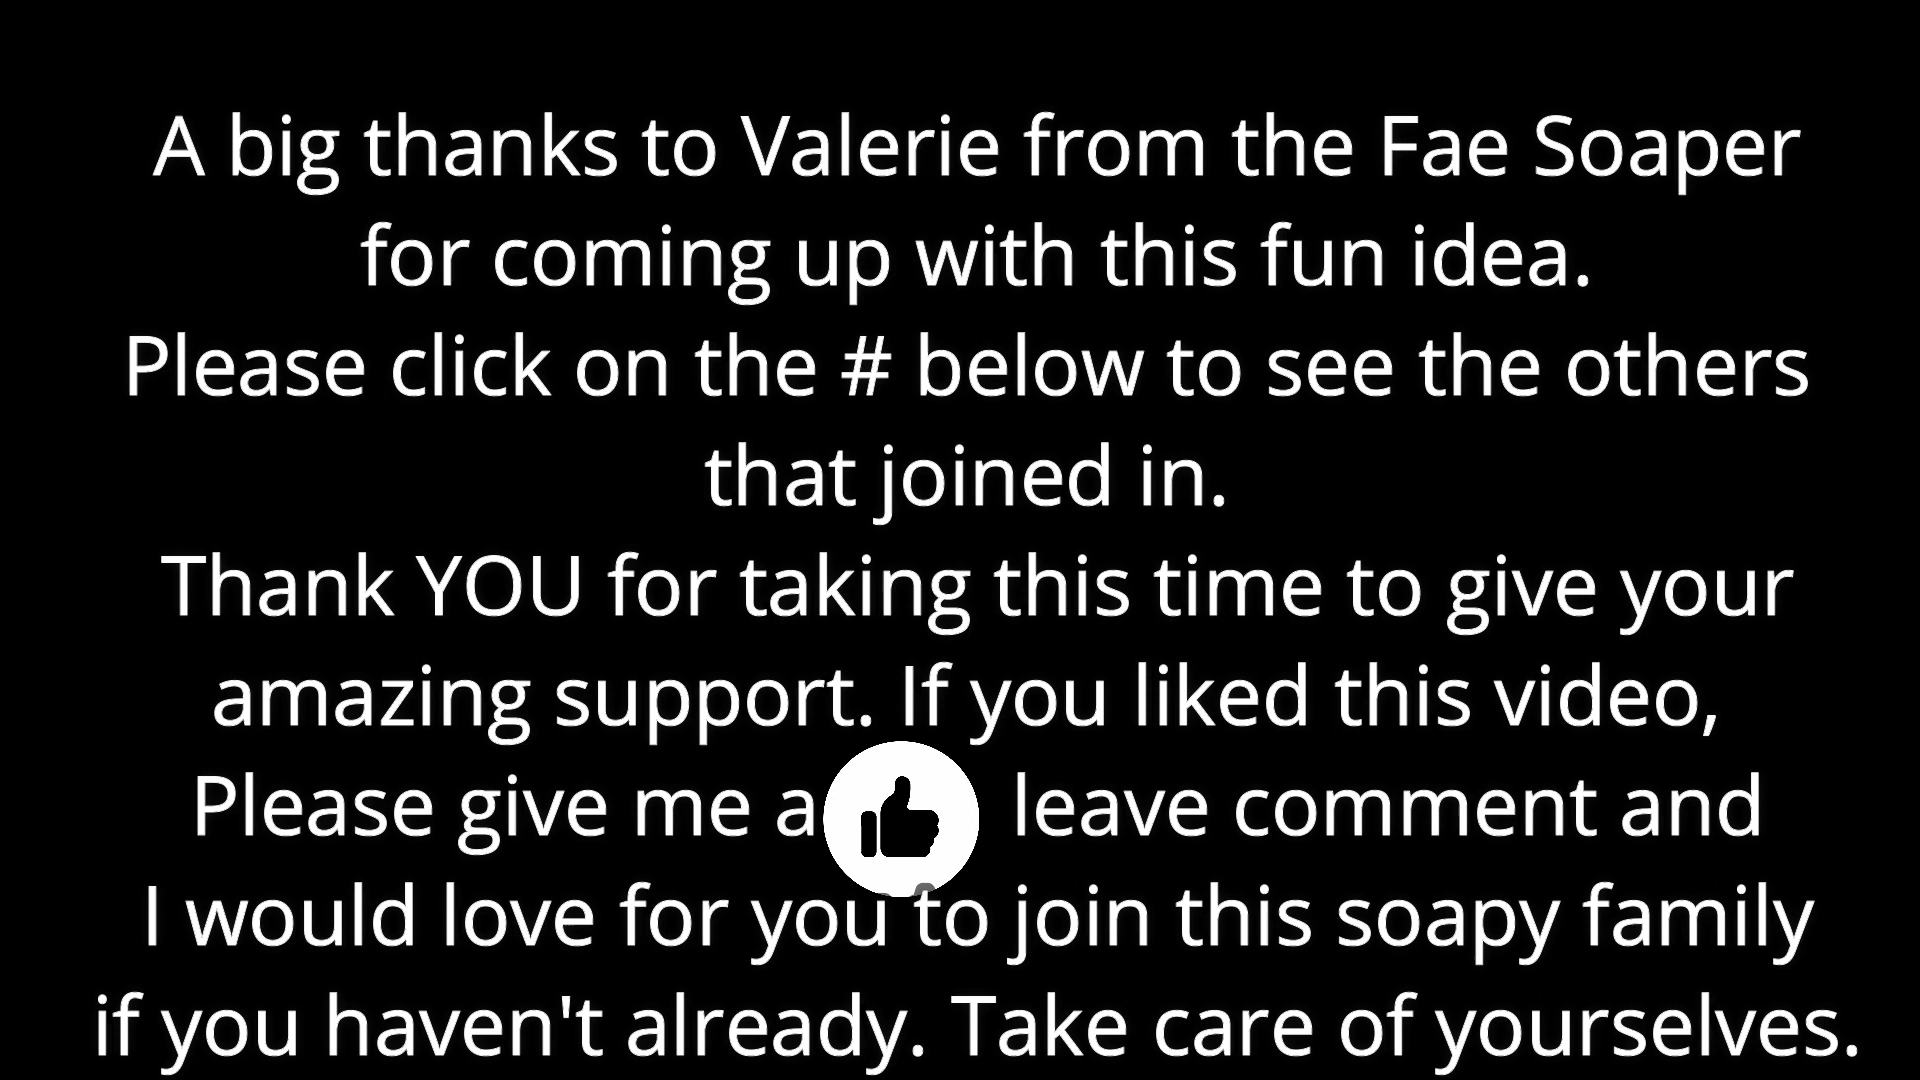 A big thanks to Valerie from the Fae Soaper
for coming up with this fun idea.
Please click on the # below to see the others
that joined in.
Thank YOU for taking this time to give your
amazing support. If you liked this video,
Please give me a leave comment and
I would love for you to join this soapy family
if you haven't already. Take care of yourselves.